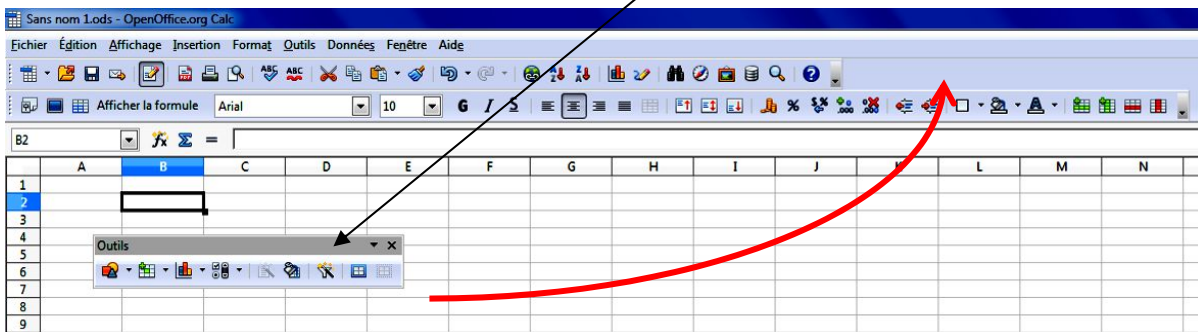 Sans nom 1.ods - OpenOffice.org Calc
Fichier Édition Affichage Insertion Format Outils Données Fenêtre Aide
Afficher la formule Arial 10 G I S
B2 =
A B C D E F G H I J K L M N
1
2
3
4
Outils
5
6
7
8
9